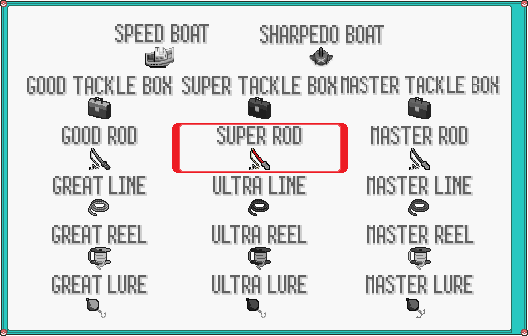 SPEED BOAT SHARPEDO BOAT
GOOD TACKLE BOX SUPER TACKLE BOX MASTER TACKLE BOX
GOOD ROD SUPER ROD MASTER ROD
GREAT LINE ULTRA LINE MASTER LINE
GREAT REEL ULTRA REEL MASTER REEL
GREAT LURE ULTRA LURE MASTER LURE